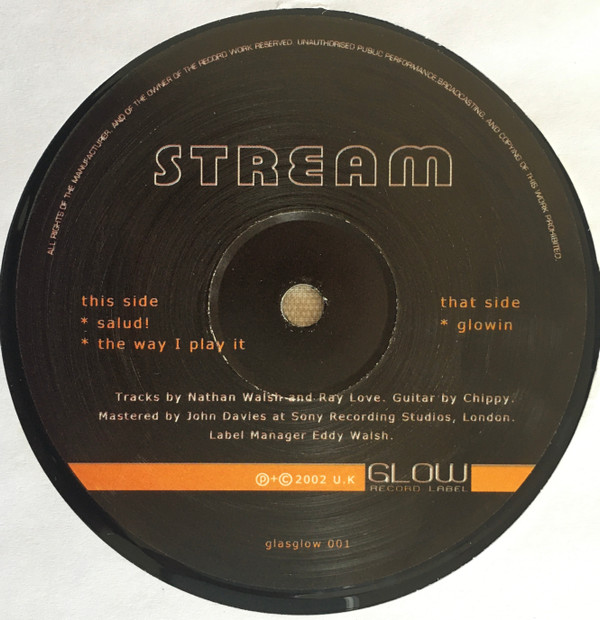 ALL RIGHTS OF THE MANUFACTURER, AND OF THE OWNER OF THE RECORD WORK RESERVED. UNAUTHORISED PUBLIC PERFORMANCE, BROADCASTING, AND COPYING OF THIS WORK PROHIBITED.
STREAM
this side
* salud!
* the way I play it
that side
* glowin
Tracks by Nathan Walsh and Ray Love. Guitar by Chippy.
Mastered by John Davies at Sony Recording Studios, London.
Label Manager Eddy Walsh.
℗+©2002 U.K
GLOW
RECORD LABEL
glasglow 001